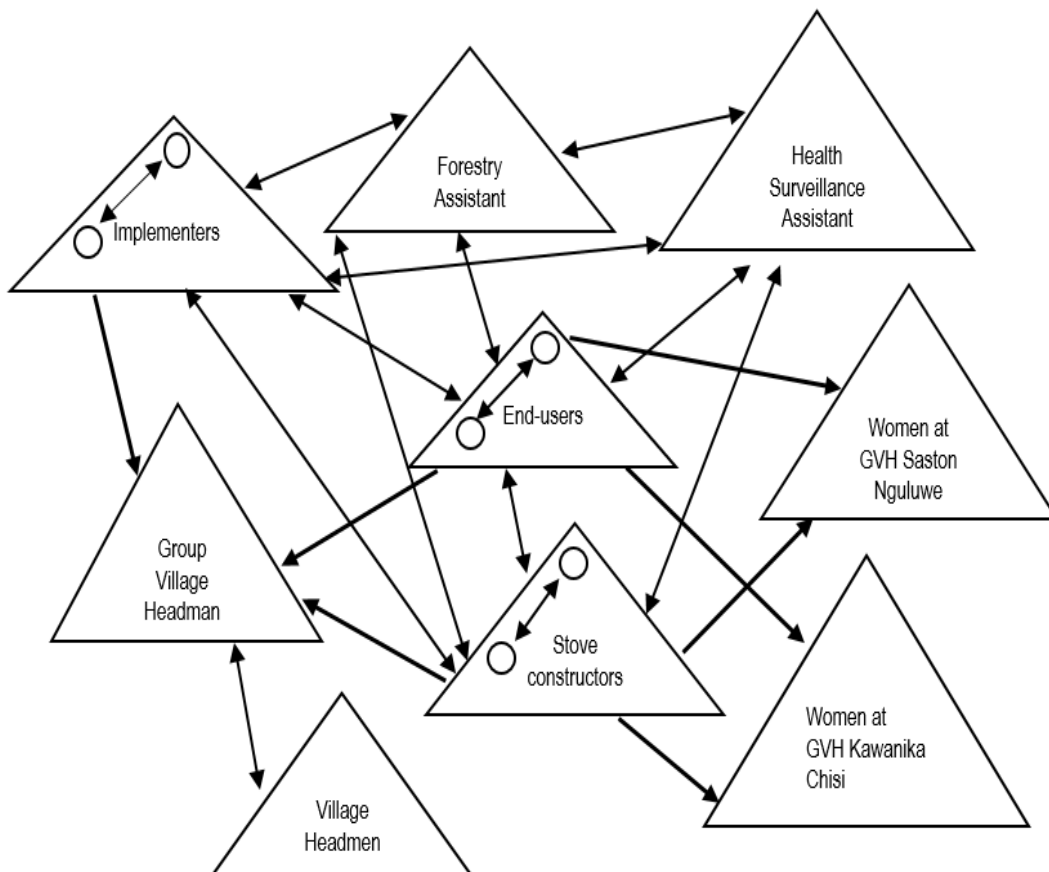 Implementers
Forestry
Assistant
Health
Surveillance
Assistant
End-users
Women at
GVH Saston
Nguluwe
Group
Village
Headman
Stove
constructors
Women at
GVH Kawanika
Chisi
Village
Headmen